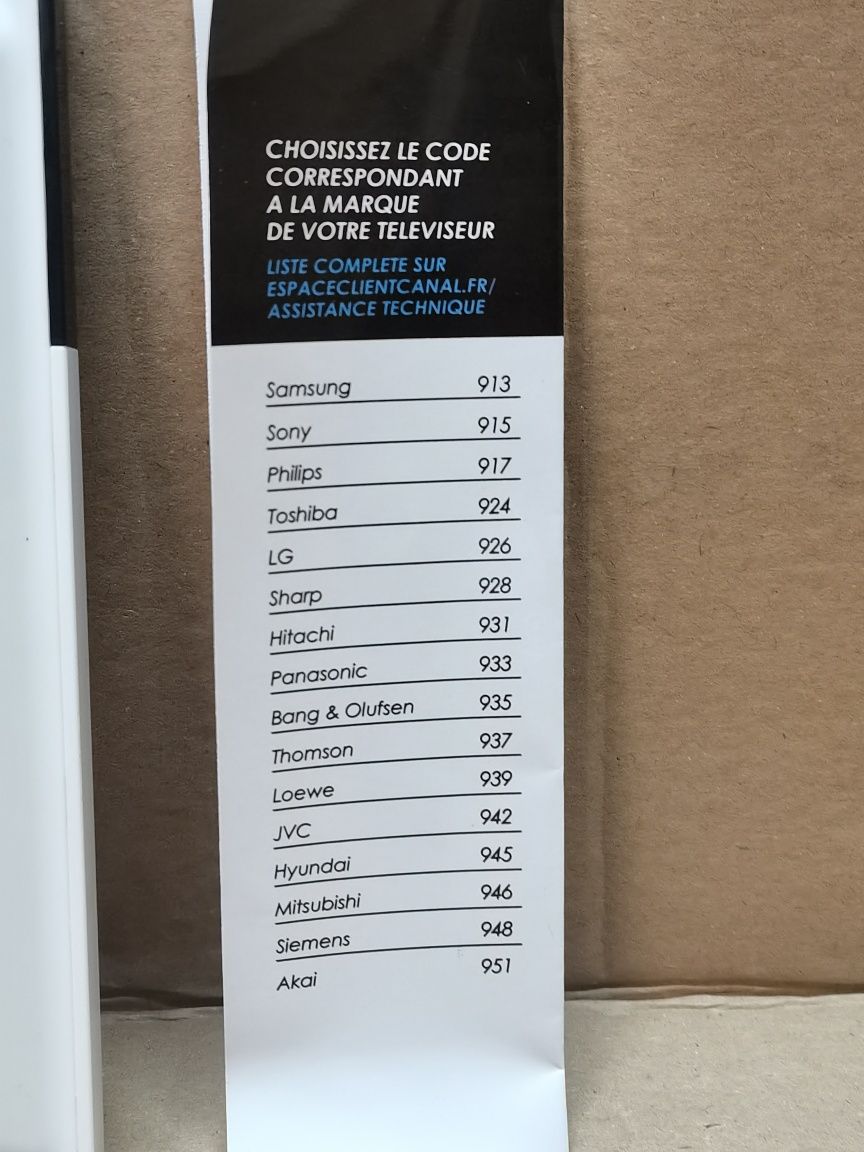 CHOISISSEZ LE CODE
CORRESPONDANT
A LA MARQUE
DE VOTRE TELEVISEUR
LISTE COMPLETE SUR
ESPACECLIENTCANAL.FR/
ASSISTANCE TECHNIQUE
Samsung 913
Sony 915
Philips 917
Toshiba 924
LG 926
Sharp 928
Hitachi 931
Panasonic 933
Bang & Olufsen 935
Thomson 937
Loewe 939
JVC 942
Hyundai 945
Mitsubishi 946
Siemens 948
Akai 951